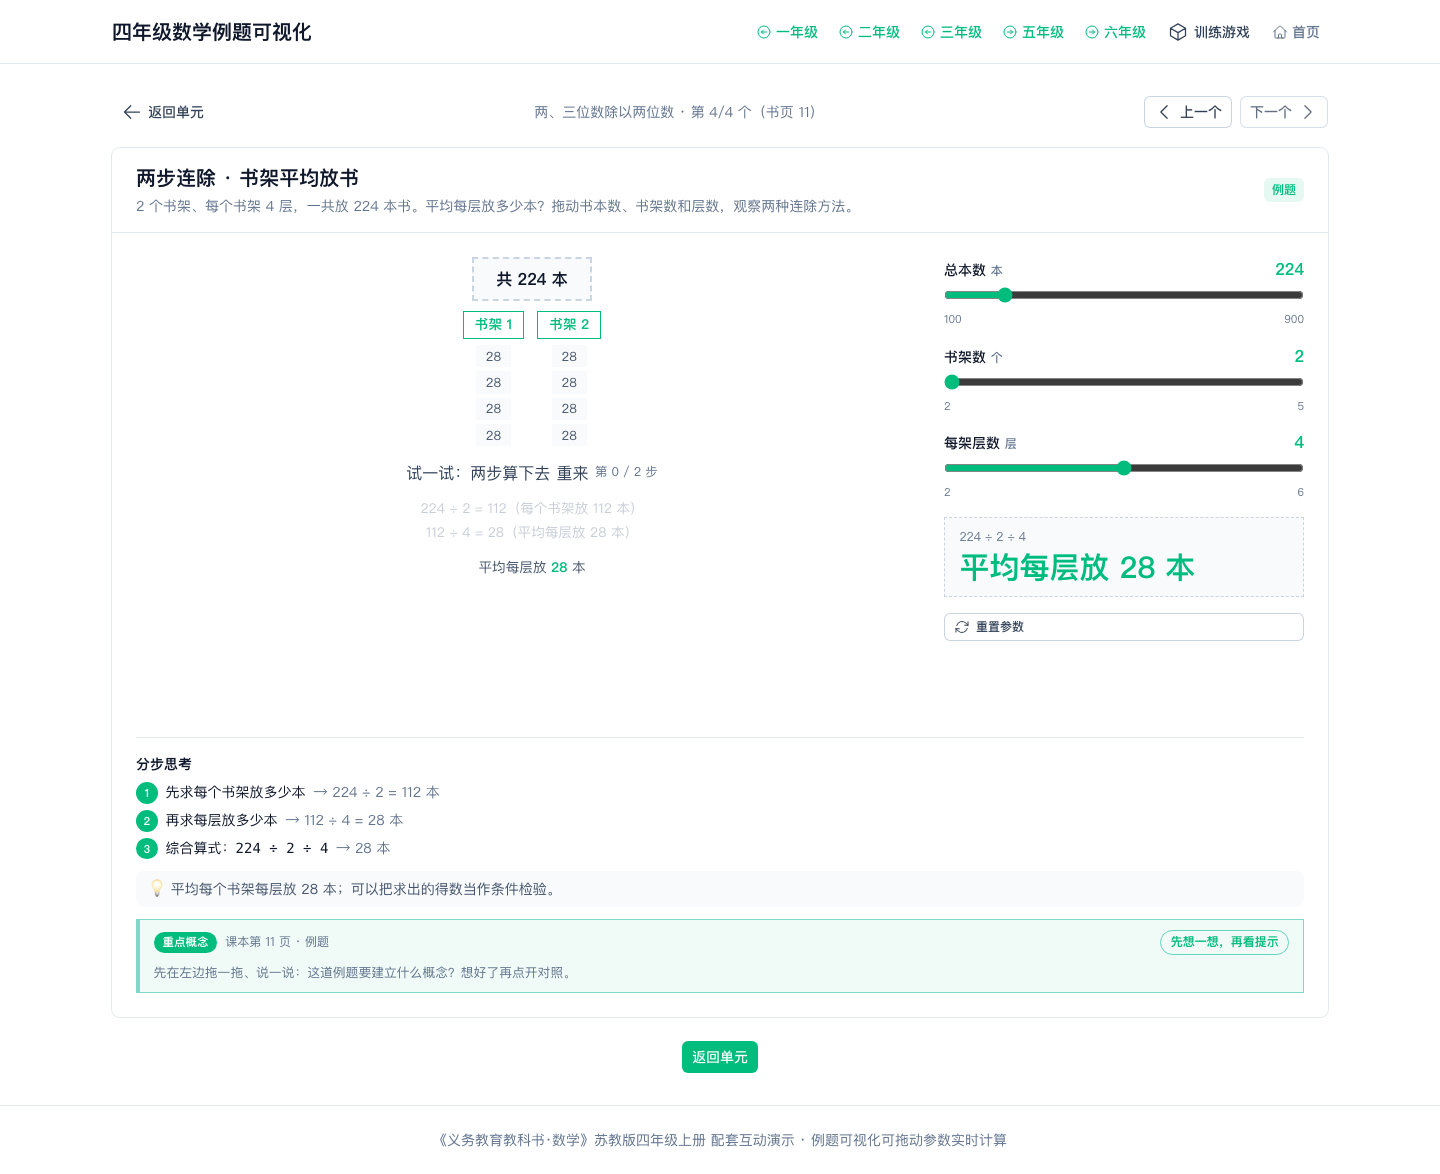 四年级数学例题可视化
一年级 二年级 三年级 五年级 六年级 训练游戏 首页
返回单元
两、三位数除以两位数 · 第 4/4 个（书页 11）
上一个 下一个
两步连除 · 书架平均放书
2 个书架、每个书架 4 层，一共放 224 本书。平均每层放多少本？拖动书本数、书架数和层数，观察两种连除方法。
例题
共 224 本
书架 1 书架 2
28 28
28 28
28 28
28 28
试一试：两步算下去 重来 第 0 / 2 步
224 ÷ 2 = 112（每个书架放 112 本）
112 ÷ 4 = 28（平均每层放 28 本）
平均每层放 28 本
总本数 本 224
100 900
书架数 个 2
2 5
每架层数 层 4
2 6
224 ÷ 2 ÷ 4
平均每层放 28 本
重置参数
分步思考
1 先求每个书架放多少本 → 224 ÷ 2 = 112 本
2 再求每层放多少本 → 112 ÷ 4 = 28 本
3 综合算式：224 ÷ 2 ÷ 4 → 28 本
💡 平均每个书架每层放 28 本；可以把求出的得数当作条件检验。
重点概念 课本第 11 页 · 例题
先想一想，再看提示
先在左边拖一拖、说一说：这道例题要建立什么概念？想好了再点开对照。
返回单元
《义务教育教科书·数学》苏教版四年级上册 配套互动演示 · 例题可视化可拖动参数实时计算